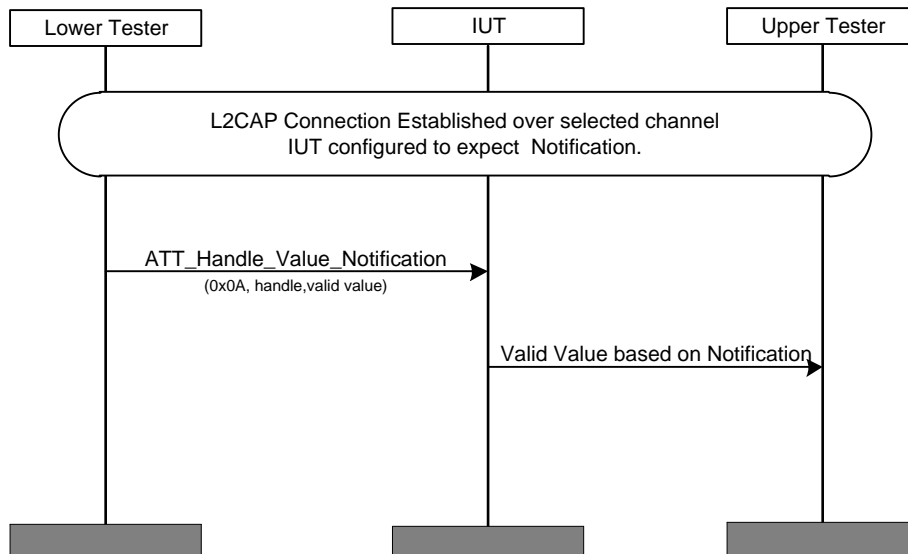 Lower Tester
IUT
Upper Tester
L2CAP Connection Established over selected channel
IUT configured to expect  Notification.
ATT_Handle_Value_Notification
(0x0A, handle,valid value)
Valid Value based on Notification